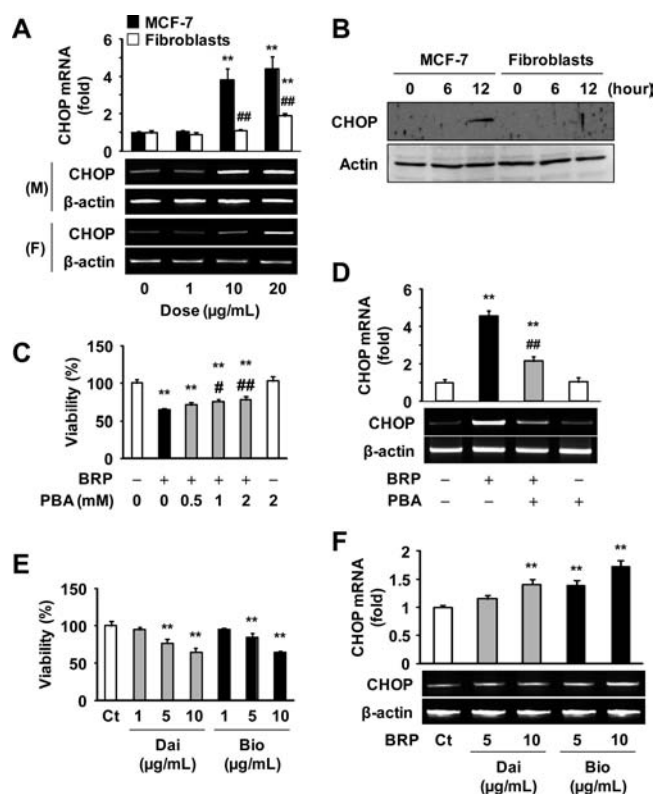 A
MCF-7
Fibroblasts
CHOP mRNA
(fold)
6
4
2
0
**
##
**
**
##
(M)
CHOP
β-actin
(F)
CHOP
β-actin
0 1 10 20
Dose (µg/mL)
B
MCF-7 Fibroblasts
0 6 12 0 6 12 (hour)
CHOP
Actin
C
Viability (%)
150
100
50
0
** ** ** **
# ##
BRP − + + + + −
PBA (mM) 0 0 0.5 1 2 2
D
CHOP mRNA
(fold)
6
4
2
0
** **
##
CHOP
β-actin
BRP − + + −
PBA − − + +
E
Viability (%)
150
100
50
0
** ** ** **
Ct 1 5 10 1 5 10
Dai Bio
(µg/mL) (µg/mL)
F
CHOP mRNA
(fold)
2
1.5
1
0.5
0
** ** **
CHOP
β-actin
BRP Ct 5 10 5 10
Dai Bio
(µg/mL) (µg/mL)